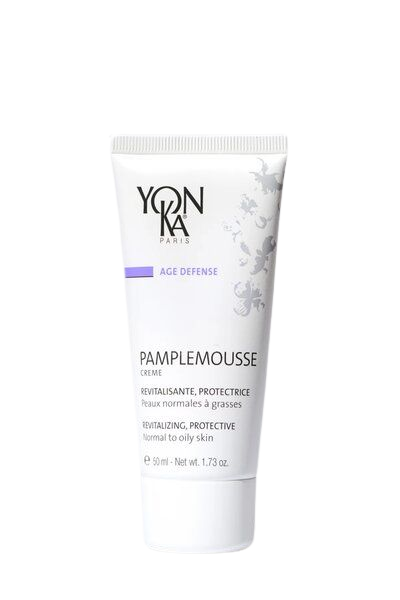 YON
KA®
PARIS
AGE DEFENSE
PAMPLEMOUSSE
CREME
REVITALISANTE, PROTECTRICE
Peaux normales à grasses
REVITALIZING, PROTECTIVE
Normal to oily skin
℮ 50 ml - Net wt. 1.73 oz.